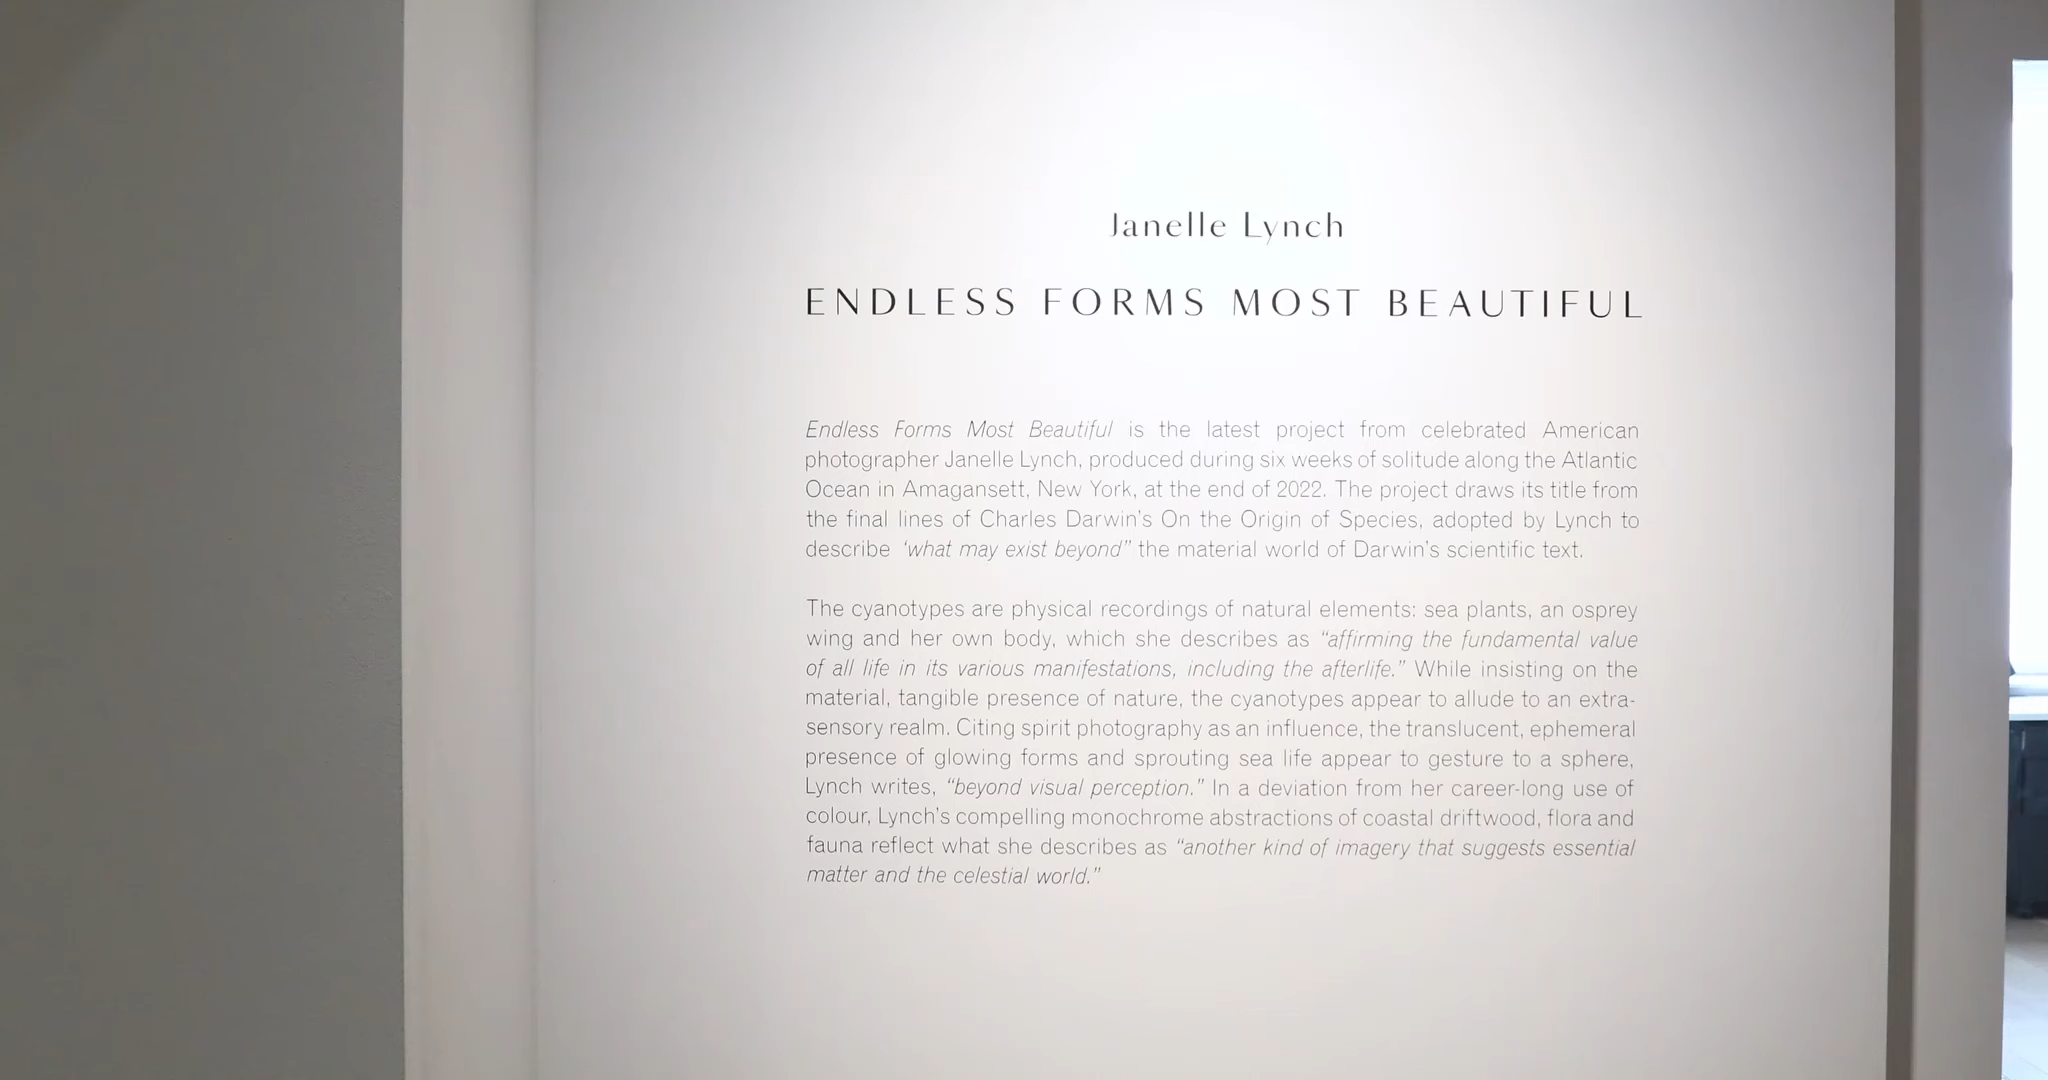 Janelle Lynch
ENDLESS FORMS MOST BEAUTIFUL
Endless Forms Most Beautiful is the latest project from celebrated American
photographer Janelle Lynch, produced during six weeks of solitude along the Atlantic
Ocean in Amagansett, New York, at the end of 2022. The project draws its title from
the final lines of Charles Darwin's On the Origin of Species, adopted by Lynch to
describe ‘what may exist beyond” the material world of Darwin's scientific text.
The cyanotypes are physical recordings of natural elements: sea plants, an osprey
wing and her own body, which she describes as “affirming the fundamental value
of all life in its various manifestations, including the afterlife.” While insisting on the
material, tangible presence of nature, the cyanotypes appear to allude to an extra-
sensory realm. Citing spirit photography as an influence, the translucent, ephemeral
presence of glowing forms and sprouting sea life appear to gesture to a sphere,
Lynch writes, “beyond visual perception.” In a deviation from her career-long use of
colour, Lynch's compelling monochrome abstractions of coastal driftwood, flora and
fauna reflect what she describes as “another kind of imagery that suggests essential
matter and the celestial world.”